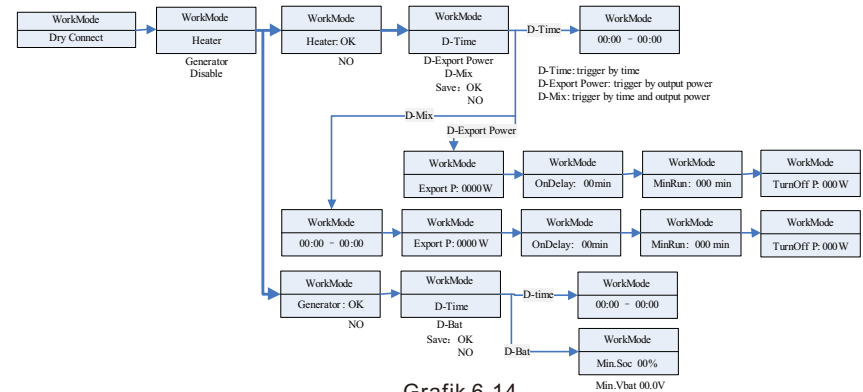 WorkMode
Dry Connect
WorkMode
Heater
Generator
Disable
WorkMode
Heater: OK
NO
WorkMode
D-Time
D-Export Power
D-Mix
Save: OK
NO
D-Time
WorkMode
00:00 - 00:00
D-Time: trigger by time
D-Export Power: trigger by output power
D-Mix: trigger by time and output power
D-Mix
D-Export Power
WorkMode
Export P: 0000W
WorkMode
OnDelay: 00min
WorkMode
MinRun: 000 min
WorkMode
TurnOff P: 000W
WorkMode
00:00 - 00:00
WorkMode
Export P: 0000W
WorkMode
OnDelay: 00min
WorkMode
MinRun: 000 min
WorkMode
TurnOff P: 000W
WorkMode
Generator: OK
NO
WorkMode
D-Time
D-Bat
Save: OK
NO
D-time
WorkMode
00:00 - 00:00
D-Bat
WorkMode
Min.Soc 00%
Min.Vbat 00.0V
Grafik 6.14